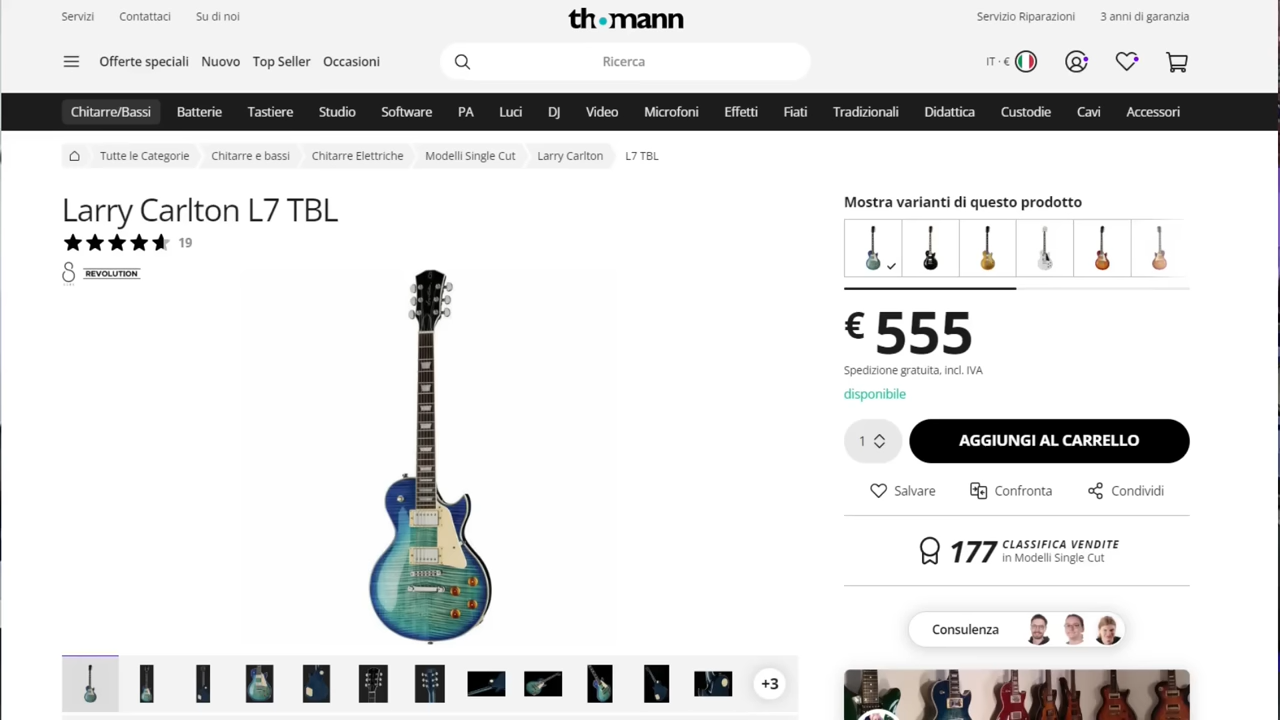 Servizi Contattaci Su di noi
thomann
Servizio Riparazioni 3 anni di garanzia
Offerte speciali Nuovo Top Seller Occasioni
Ricerca
IT · €
Chitarre/Bassi Batterie Tastiere Studio Software PA Luci DJ Video Microfoni Effetti Fiati Tradizionali Didattica Custodie Cavi Accessori
Tutte le Categorie Chitarre e bassi Chitarre Elettriche Modelli Single Cut Larry Carlton L7 TBL
Larry Carlton L7 TBL
19
REVOLUTION
Mostra varianti di questo prodotto
€ 555
Spedizione gratuita, incl. IVA
disponibile
1
AGGIUNGI AL CARRELLO
Salvare Confronta Condividi
177 CLASSIFICA VENDITE
in Modelli Single Cut
Consulenza
+3